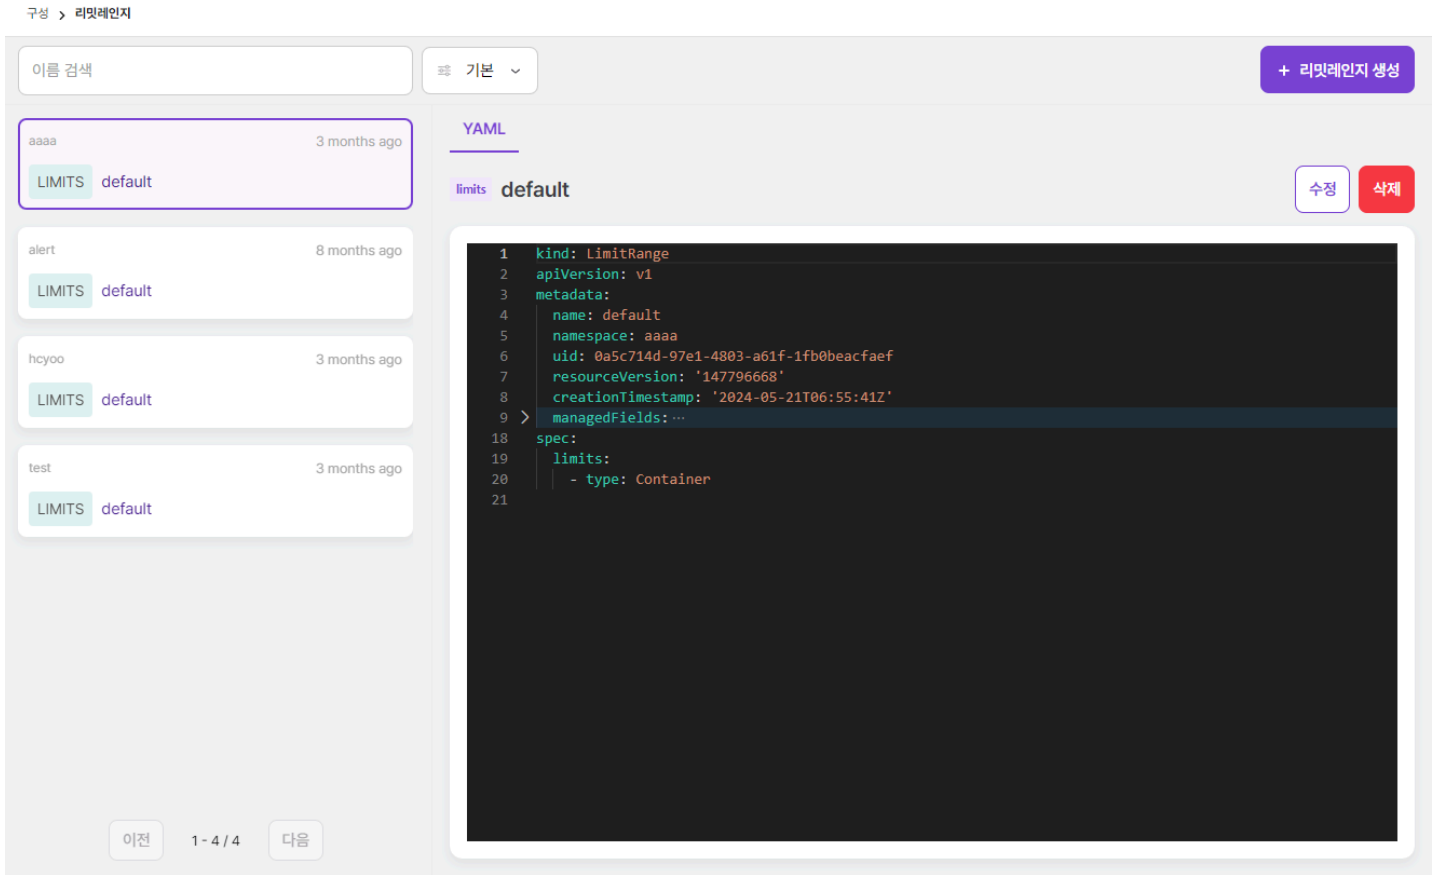 구성 > 리밋레인지
이름 검색
기본
+ 리밋레인지 생성
aaaa 3 months ago
LIMITS default
alert 8 months ago
LIMITS default
hcyoo 3 months ago
LIMITS default
test 3 months ago
LIMITS default
이전 1 - 4 / 4 다음
YAML
limits default 수정 삭제
1 kind: LimitRange
2 apiVersion: v1
3 metadata:
4 name: default
5 namespace: aaaa
6 uid: 0a5c714d-97e1-4803-a61f-1fb0beacfaef
7 resourceVersion: '147796668'
8 creationTimestamp: '2024-05-21T06:55:41Z'
9 > managedFields: ···
18 spec:
19 limits:
20 - type: Container
21